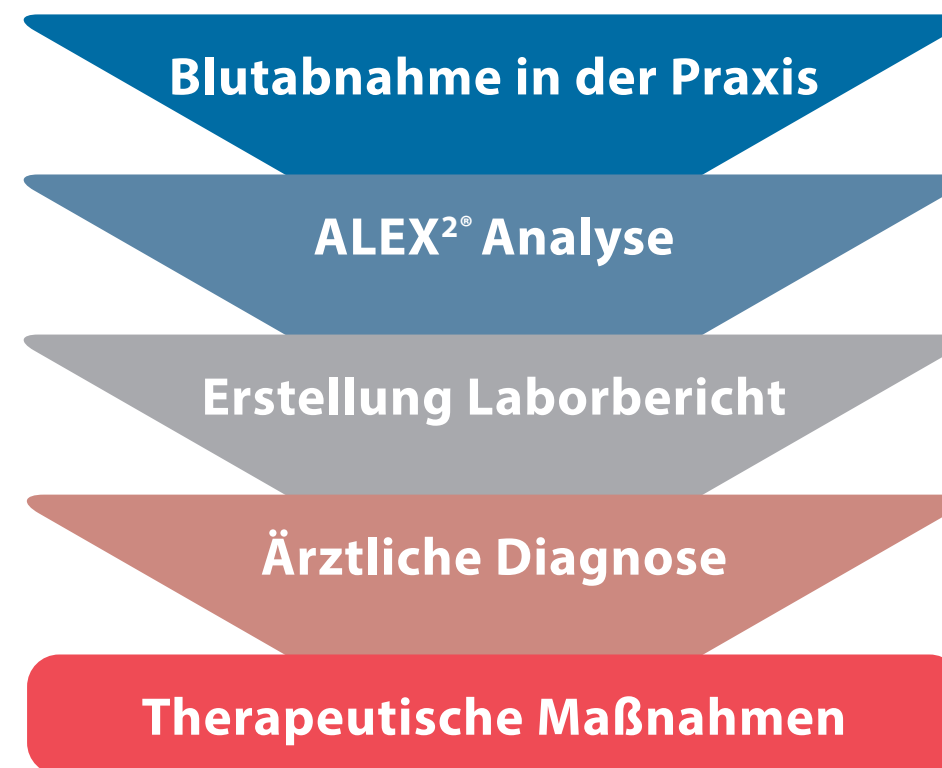 Blutabnahme in der Praxis
ALEX²® Analyse
Erstellung Laborbericht
Ärztliche Diagnose
Therapeutische Maßnahmen